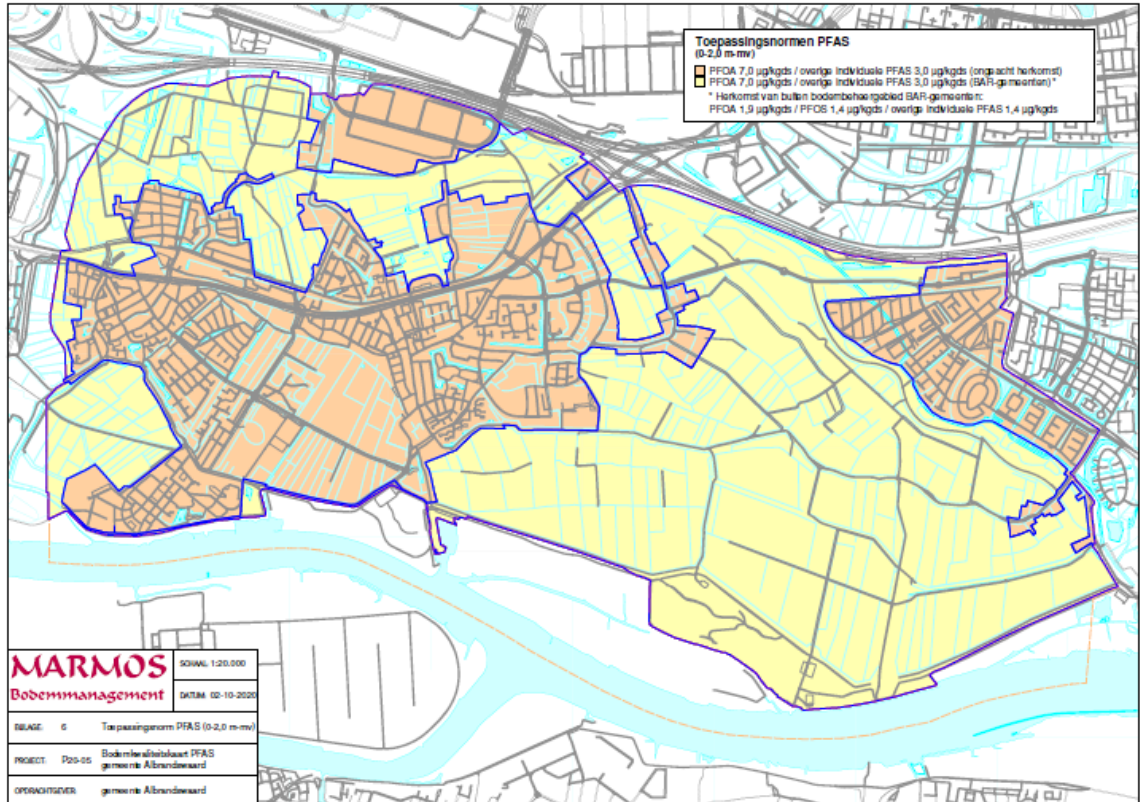 Toepassingsnormen PFAS
(0-2,0 m-mv)
PFOA 7,0 µg/kgds / overige individuele PFAS 3,0 µg/kgds (ongeacht herkomst)
PFOA 7,0 µg/kgds / overige individuele PFAS 3,0 µg/kgds (BAR-gemeenten) *
* Herkomst van buiten bodembeheergebied BAR-gemeenten:
PFOA 1,9 µg/kgds / PFOS 1,4 µg/kgds / overige individuele PFAS 1,4 µg/kgds
MARMOS
Bodemmanagement
SCHAAL: 1:20.000
DATUM: 02-10-2020
BIJLAGE: 6 Toepassingsnorm PFAS (0-2,0 m-mv)
PROJECT: P20-05 Bodemkwaliteitskaart PFAS
gemeente Albrandswaard
OPDRACHTGEVER: gemeente Albrandswaard